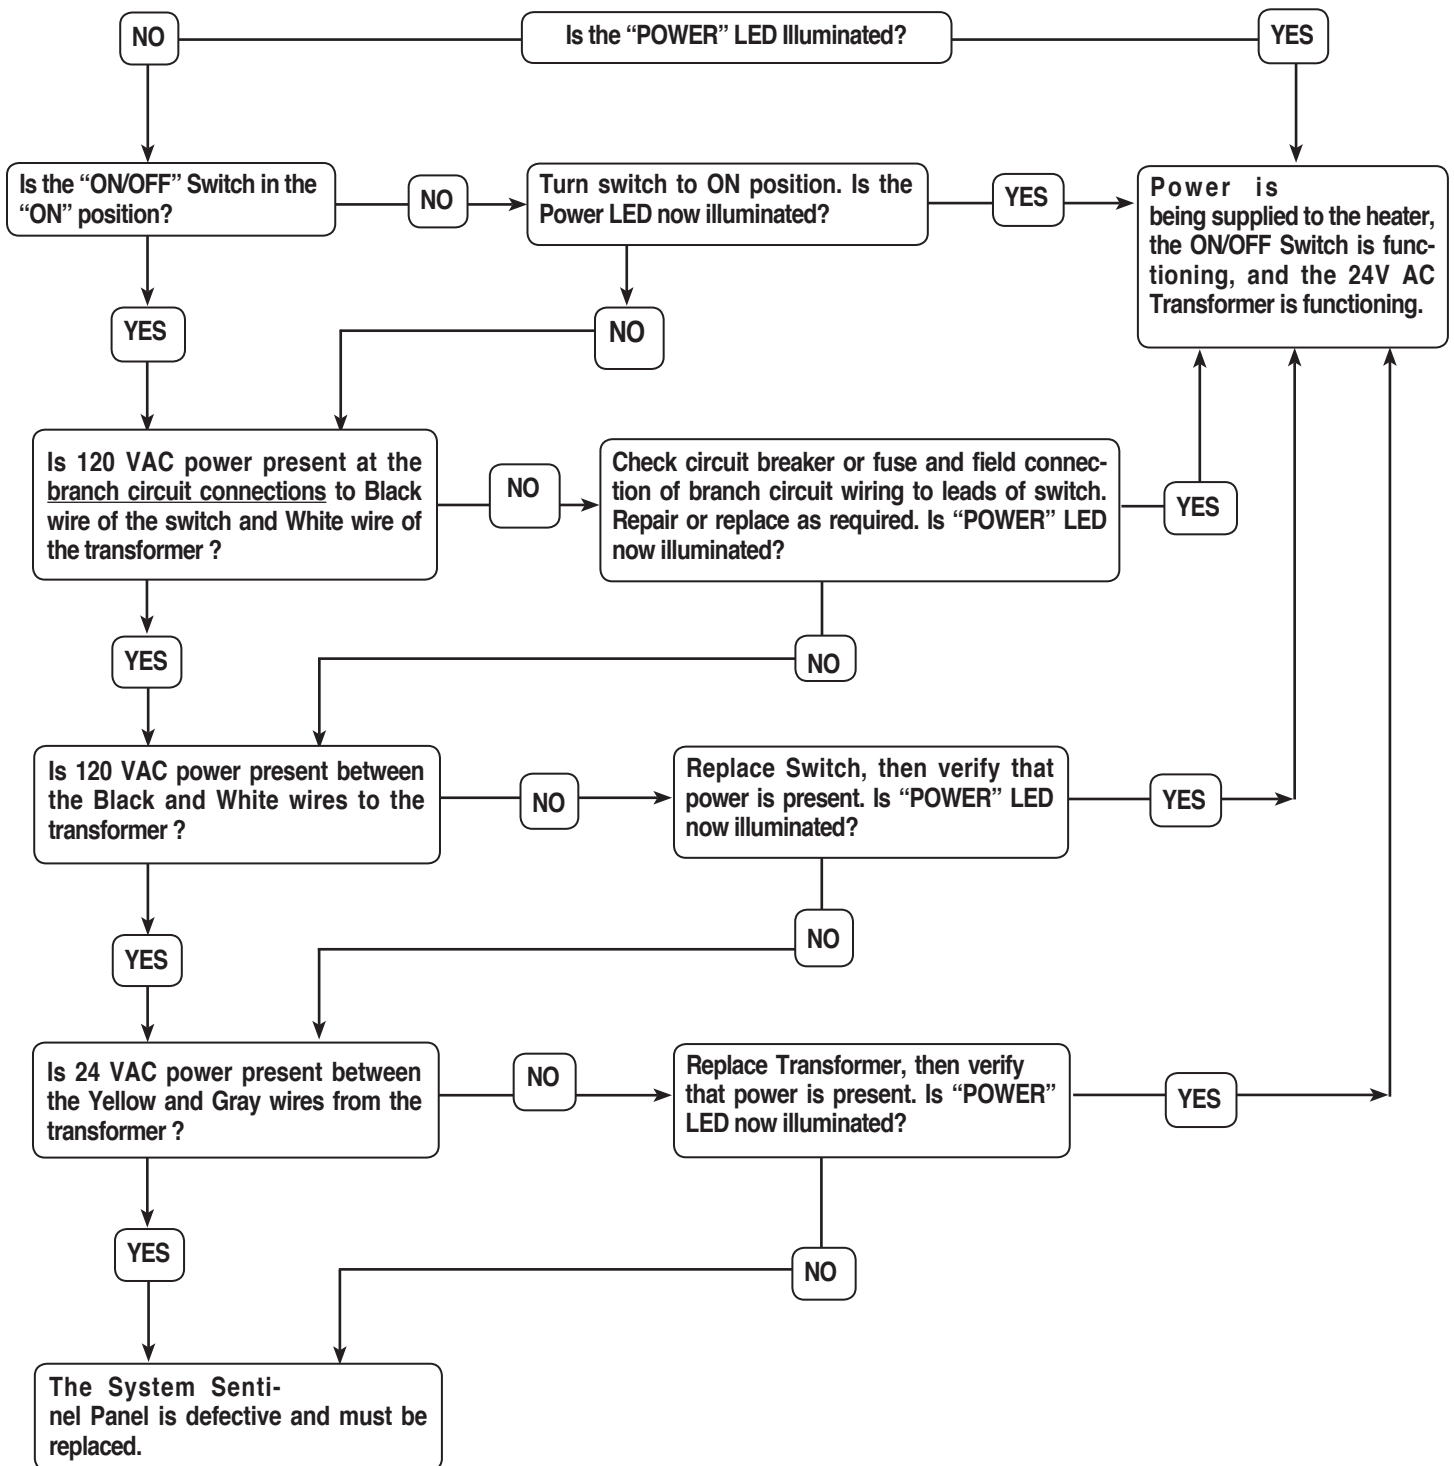 NO
Is the “POWER” LED Illuminated?
YES
Is the “ON/OFF” Switch in the
“ON” position?
NO
Turn switch to ON position. Is the
Power LED now illuminated?
YES
Power is
being supplied to the heater,
the ON/OFF Switch is func-
tioning, and the 24V AC
Transformer is functioning.
YES
NO
Is 120 VAC power present at the
branch circuit connections to Black
wire of the switch and White wire of
the transformer ?
NO
Check circuit breaker or fuse and field connec-
tion of branch circuit wiring to leads of switch.
Repair or replace as required. Is “POWER” LED
now illuminated?
YES
YES
NO
Is 120 VAC power present between
the Black and White wires to the
transformer ?
NO
Replace Switch, then verify that
power is present. Is “POWER” LED
now illuminated?
YES
YES
NO
Is 24 VAC power present between
the Yellow and Gray wires from the
transformer ?
NO
Replace Transformer, then verify
that power is present. Is “POWER”
LED now illuminated?
YES
YES
NO
The System Senti-
nel Panel is defective and must be
replaced.